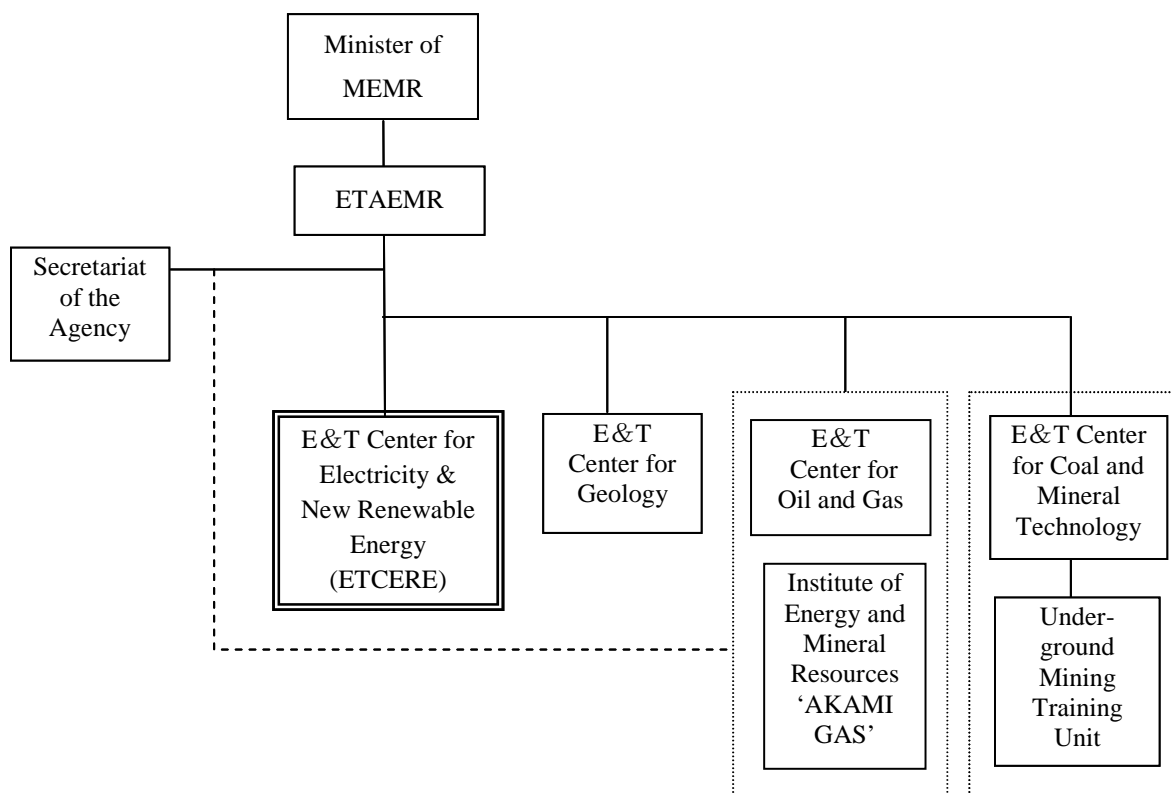 Minister of
MEMR
ETAEMR
Secretariat
of the
Agency
E&T Center for
Electricity &
New Renewable
Energy
(ETCERE)
E&T
Center for
Geology
E&T
Center for
Oil and Gas
E&T Center
for Coal and
Mineral
Technology
Institute of
Energy and
Mineral
Resources
‘AKAMI
GAS’
Under-
ground
Mining
Training
Unit